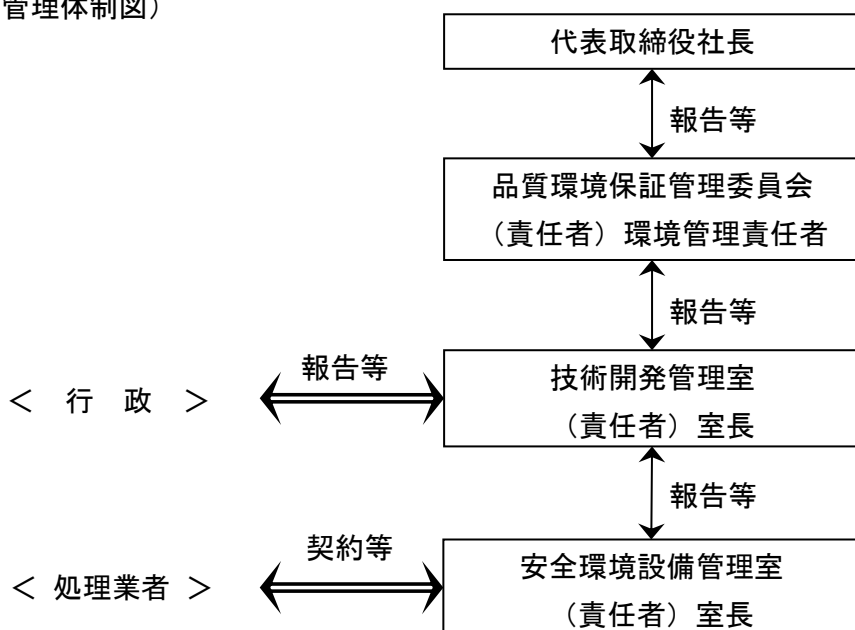 管理体制図）
代表取締役社長
報告等
品質環境保証管理委員会
（責任者）環境管理責任者
報告等
報告等
技術開発管理室
＜　行　政　＞
（責任者）室長
報告等
契約等
安全環境設備管理室
＜ 処理業者 ＞
（責任者）室長